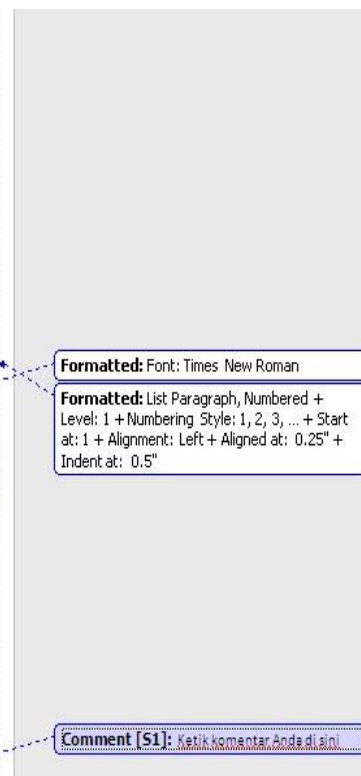 Formatted: Font: Times New Roman
Formatted: List Paragraph, Numbered +
Level: 1 + Numbering Style: 1, 2, 3, ... + Start
at: 1 + Alignment: Left + Aligned at: 0.25" +
Indent at: 0.5"
Comment [S1]: Ketik komentar Anda di sini